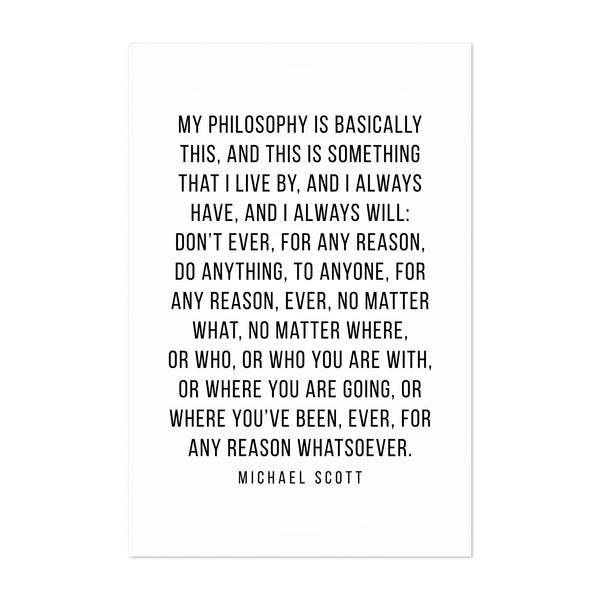 MY PHILOSOPHY IS BASICALLY
THIS, AND THIS IS SOMETHING
THAT I LIVE BY, AND I ALWAYS
HAVE, AND I ALWAYS WILL:
DON'T EVER, FOR ANY REASON,
DO ANYTHING, TO ANYONE, FOR
ANY REASON, EVER, NO MATTER
WHAT, NO MATTER WHERE,
OR WHO, OR WHO YOU ARE WITH,
OR WHERE YOU ARE GOING, OR
WHERE YOU'VE BEEN, EVER, FOR
ANY REASON WHATSOEVER.
MICHAEL SCOTT